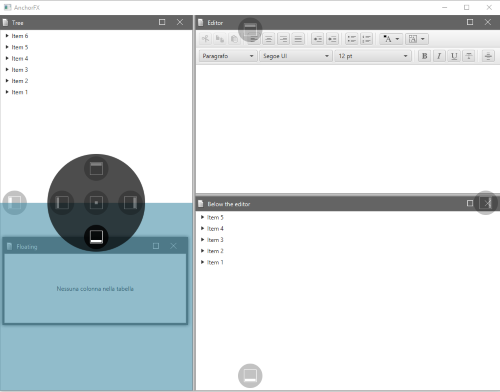 AnchorFX
Tree
Item 6
Item 5
Item 4
Item 3
Item 2
Item 1
Floating
Nessuna colonna nella tabella
Editor
Paragrafo
Segoe UI
12 pt
B I U
Below the editor
Item 5
Item 4
Item 3
Item 2
Item 1